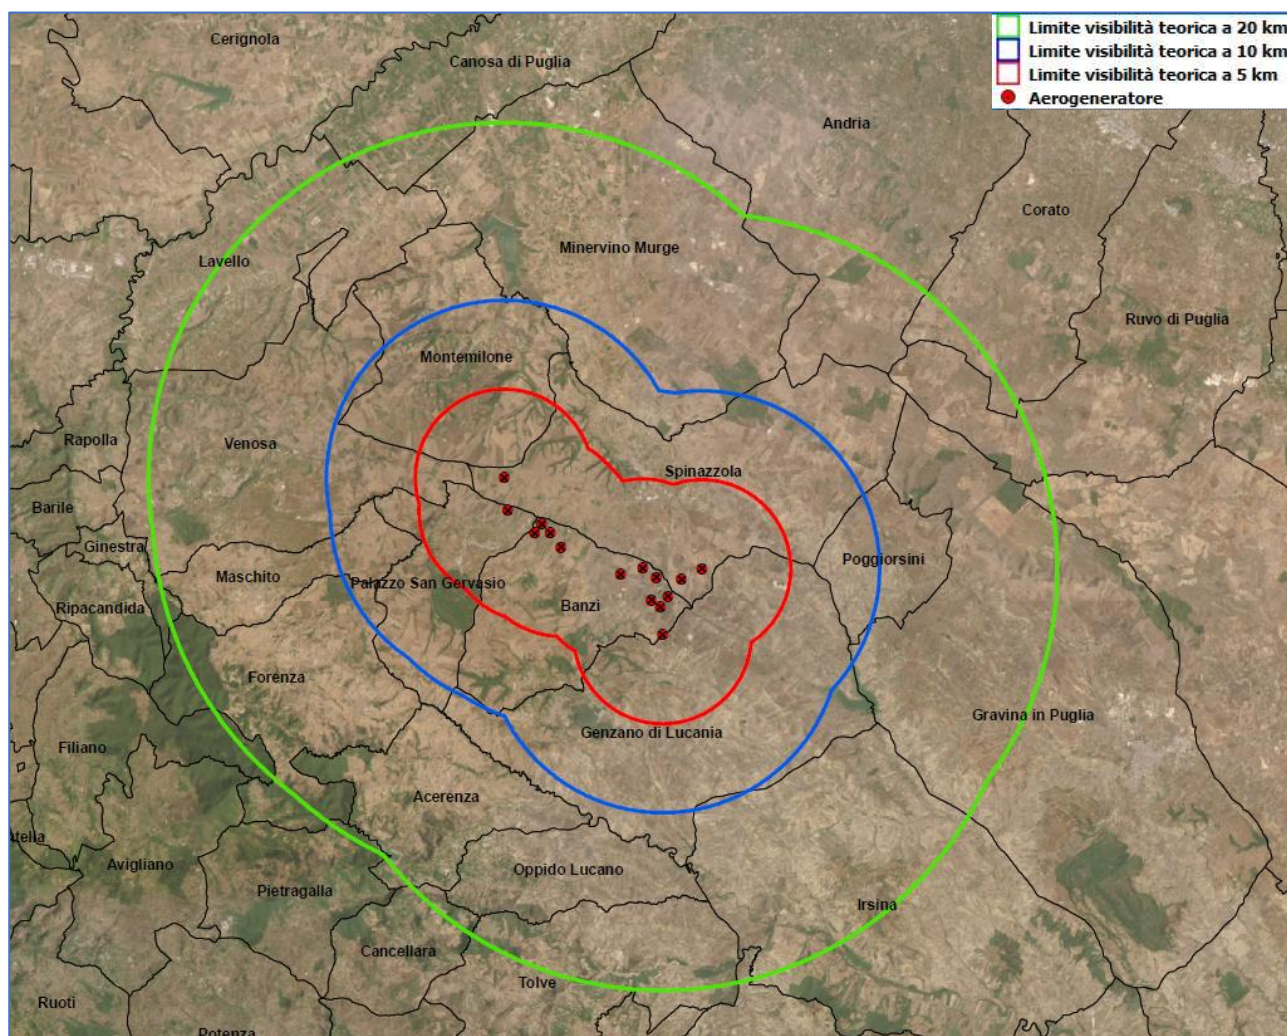 Limite visibilità teorica a 20 km
Limite visibilità teorica a 10 km
Limite visibilità teorica a 5 km
Aerogeneratore
Cerignola
Canosa di Puglia
Andria
Corato
Minervino Murge
Lavello
Ruvo di Puglia
Montemilone
Rapolla
Venosa
Spinazzola
Barile
Ginestra
Poggiorsini
Maschito
Palazzo San Gervasio
Ripacandida
Banzi
Forenza
Gravina in Puglia
Filiano
Genzano di Lucania
Acerenza
Atella
Avigliano
Oppido Lucano
Pietragalla
Irsina
Cancellara
Tolve
Ruoti
Potenza